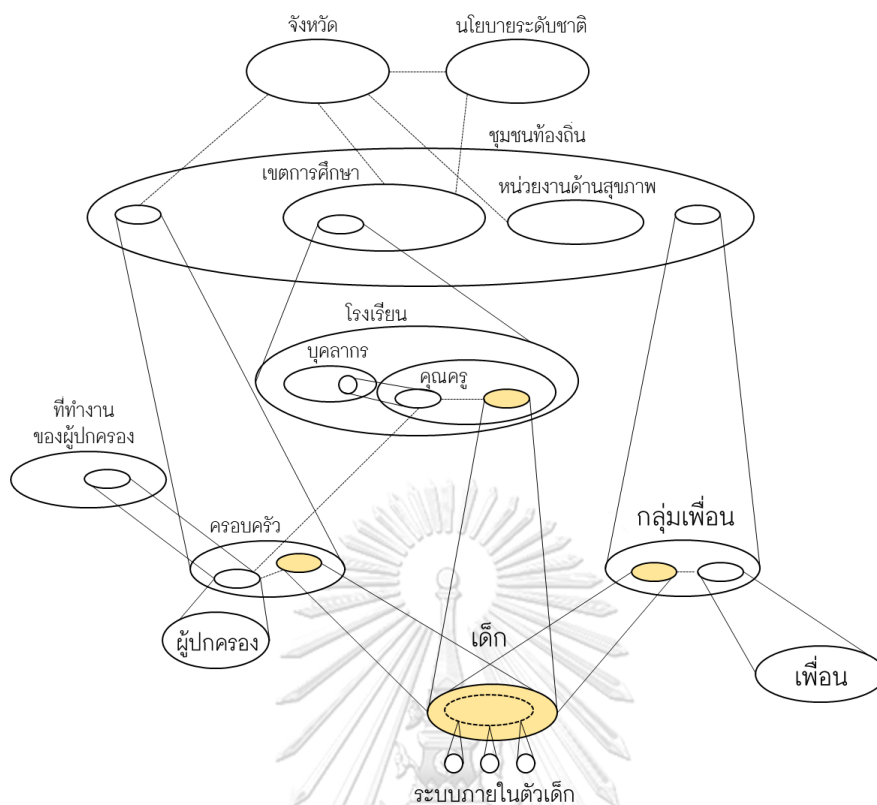 จังหวัด
นโยบายระดับชาติ
ชุมชนท้องถิ่น
เขตการศึกษา
หน่วยงานด้านสุขภาพ
โรงเรียน
บุคลากร
คุณครู
ที่ทำงาน
ของผู้ปกครอง
ครอบครัว
กลุ่มเพื่อน
ผู้ปกครอง
เด็ก
เพื่อน
ระบบภายในตัวเด็ก